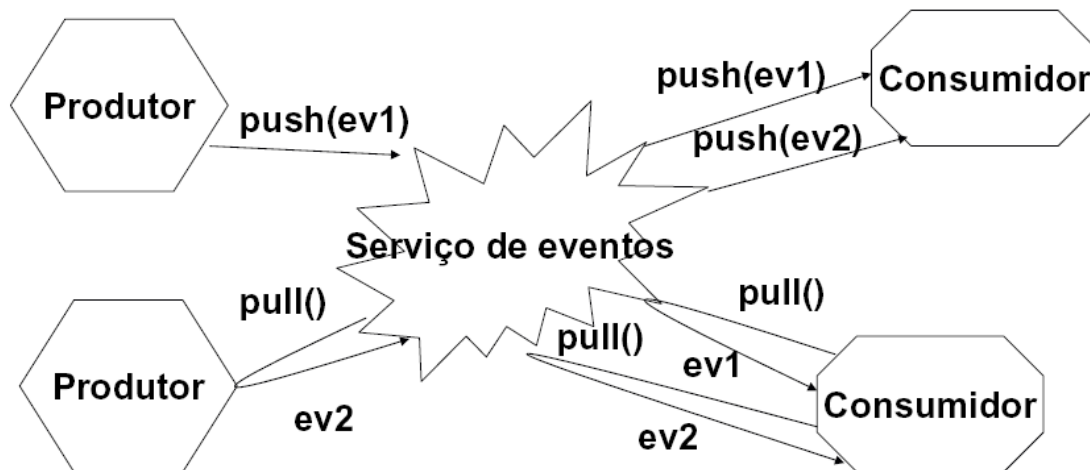 Produtor
push(ev1)
push(ev1)
Consumidor
push(ev2)
Serviço de eventos
pull()
Produtor
ev2
pull()
pull()
ev1
Consumidor
ev2